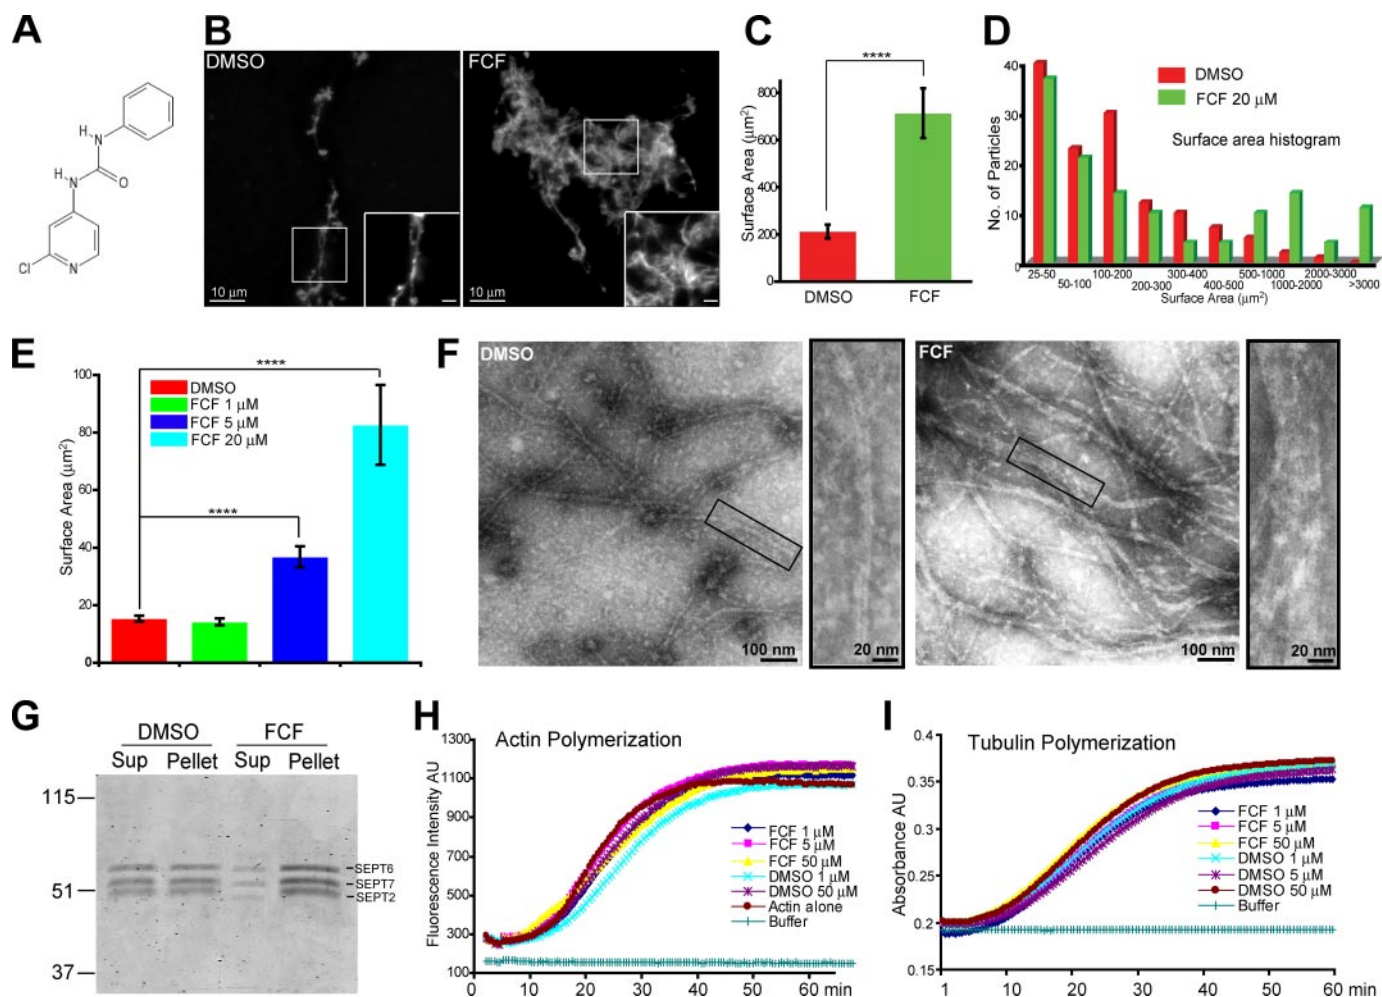 A
H
N
N
H
O
Cl
N
B
DMSO
10 µm
FCF
10 µm
C
****
Surface Area (µm²)
800
600
400
200
0
DMSO
FCF
D
DMSO
FCF 20 µM
Surface area histogram
No. of Particles
40
30
20
10
0
25-50
50-100
100-200
200-300
300-400
400-500
500-1000
1000-2000
2000-3000
>3000
Surface Area (µm²)
E
****
****
DMSO
FCF 1 µM
FCF 5 µM
FCF 20 µM
Surface Area (µm²)
100
80
60
40
20
0
F
DMSO
100 nm
20 nm
FCF
100 nm
20 nm
G
DMSO FCF
Sup Pellet Sup Pellet
115
51
37
SEPT6
SEPT7
SEPT2
H
Actin Polymerization
Fluorescence Intensity AU
1300
1100
900
700
500
300
100
FCF 1 µM
FCF 5 µM
FCF 50 µM
DMSO 1 µM
DMSO 50 µM
Actin alone
Buffer
0 10 20 30 40 50 60 min
I
Tubulin Polymerization
Absorbance AU
0.4
0.35
0.3
0.25
0.2
0.15
FCF 1 µM
FCF 5 µM
FCF 50 µM
DMSO 1 µM
DMSO 5 µM
DMSO 50 µM
Buffer
1 10 20 30 40 50 60 min